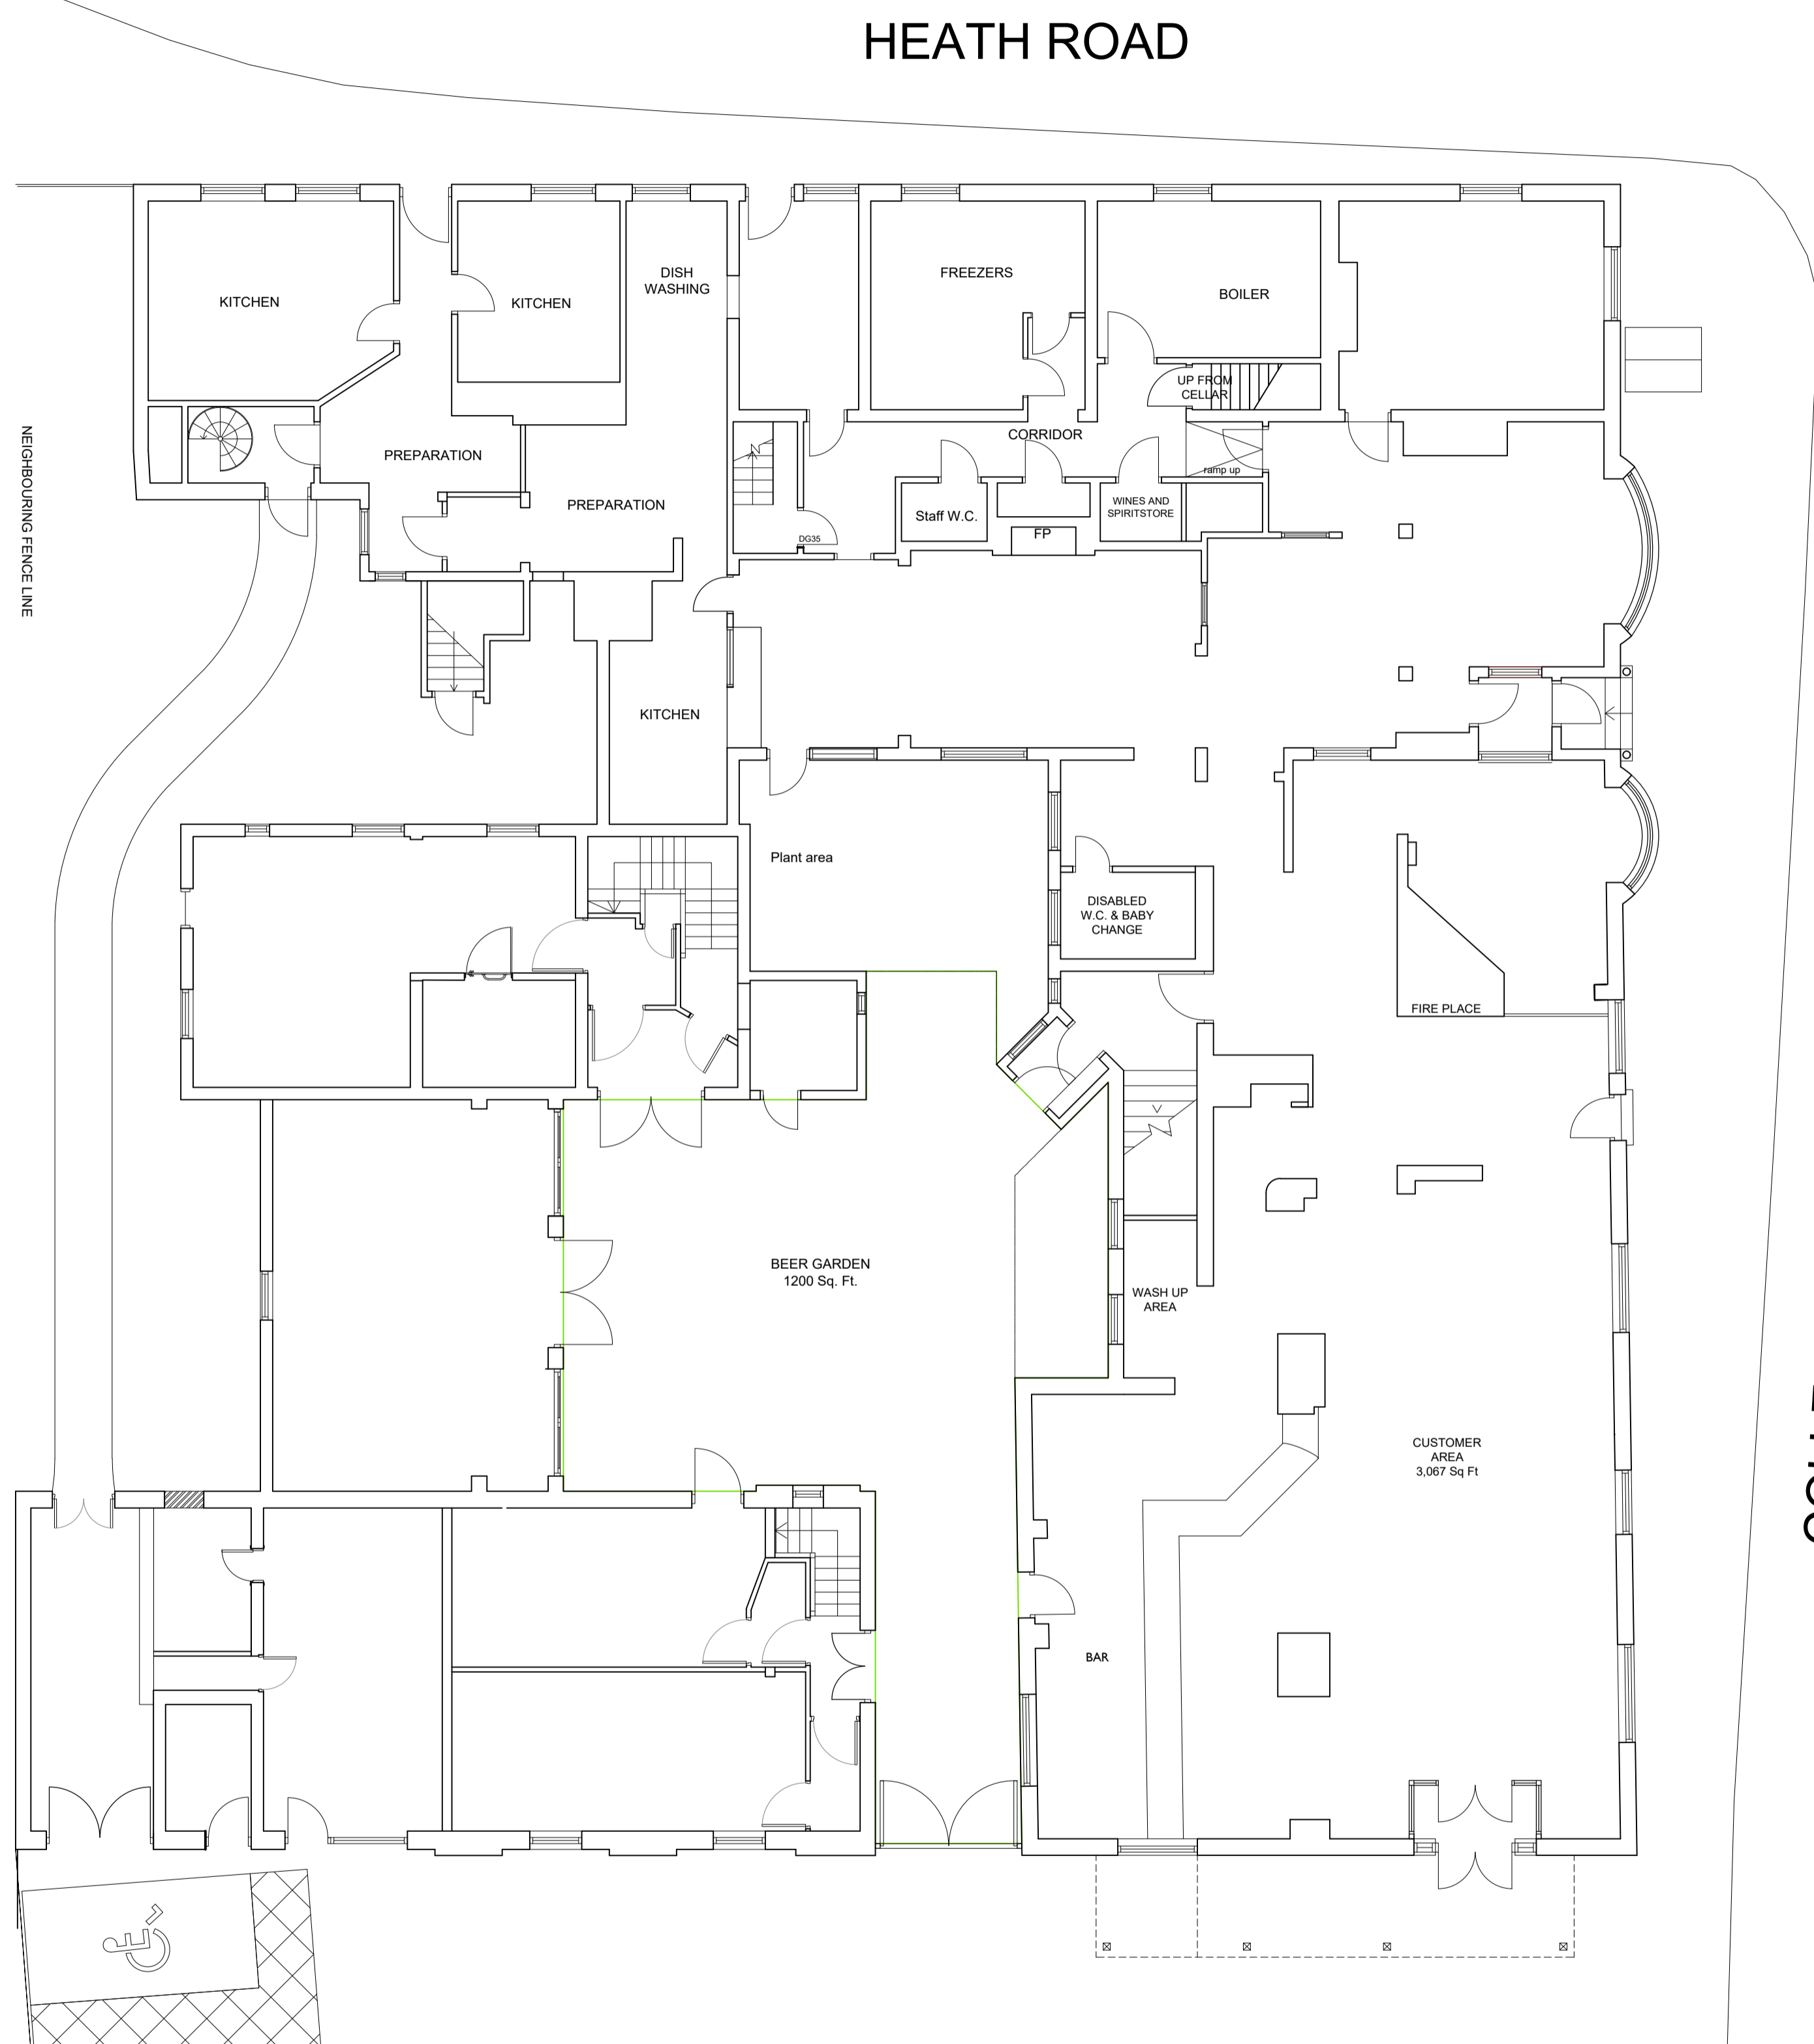 HEATH ROAD
DISH
WASHING
FREEZERS
BOILER
KITCHEN
KITCHEN
UP FROM
CELLAR
CORRIDOR
PREPARATION
ramp up
PREPARATION
Staff W.C.
WINES AND
SPIRITSTORE
FP
DG35
NEIGHBOURING FENCE LINE
KITCHEN
Plant area
DISABLED
W.C. & BABY
CHANGE
FIRE PLACE
BEER GARDEN
1200 Sq. Ft.
WASH UP
AREA
CUSTOMER
AREA
3,067 Sq Ft
BAR